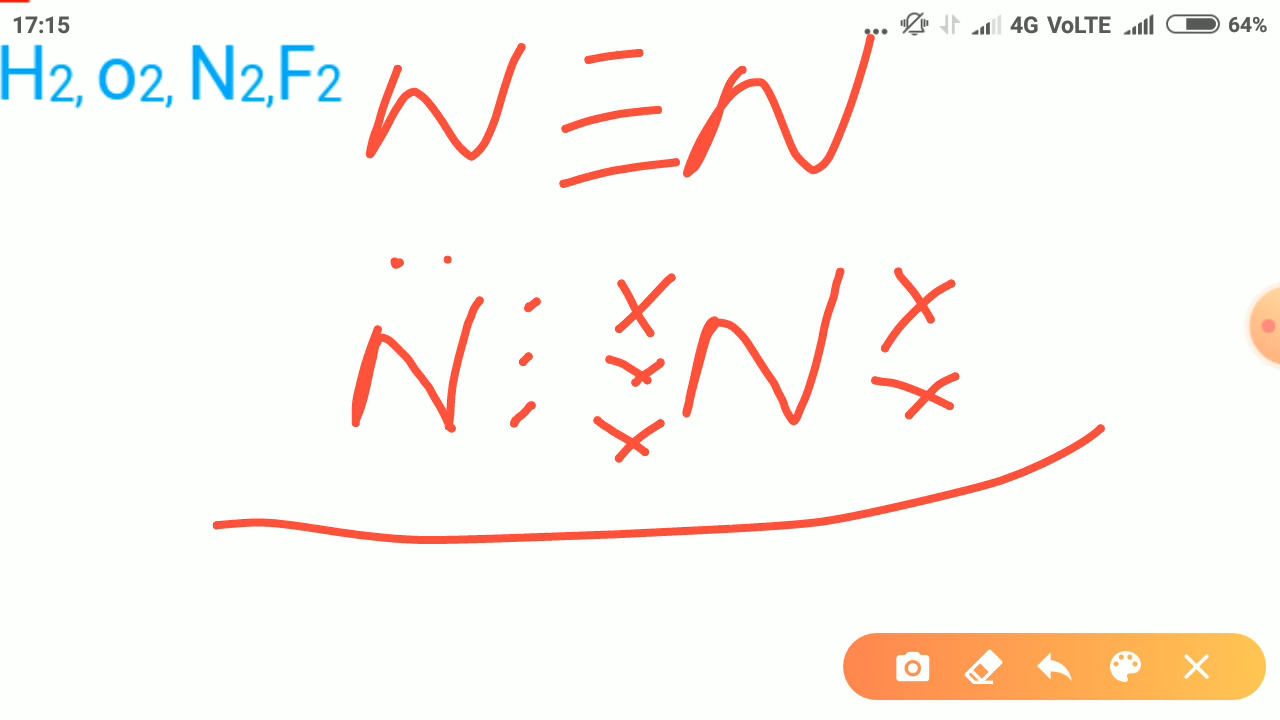 17:15 ... 4G VoLTE 64%
H2, o2, N2,F2
N ≡ N
N : x N x